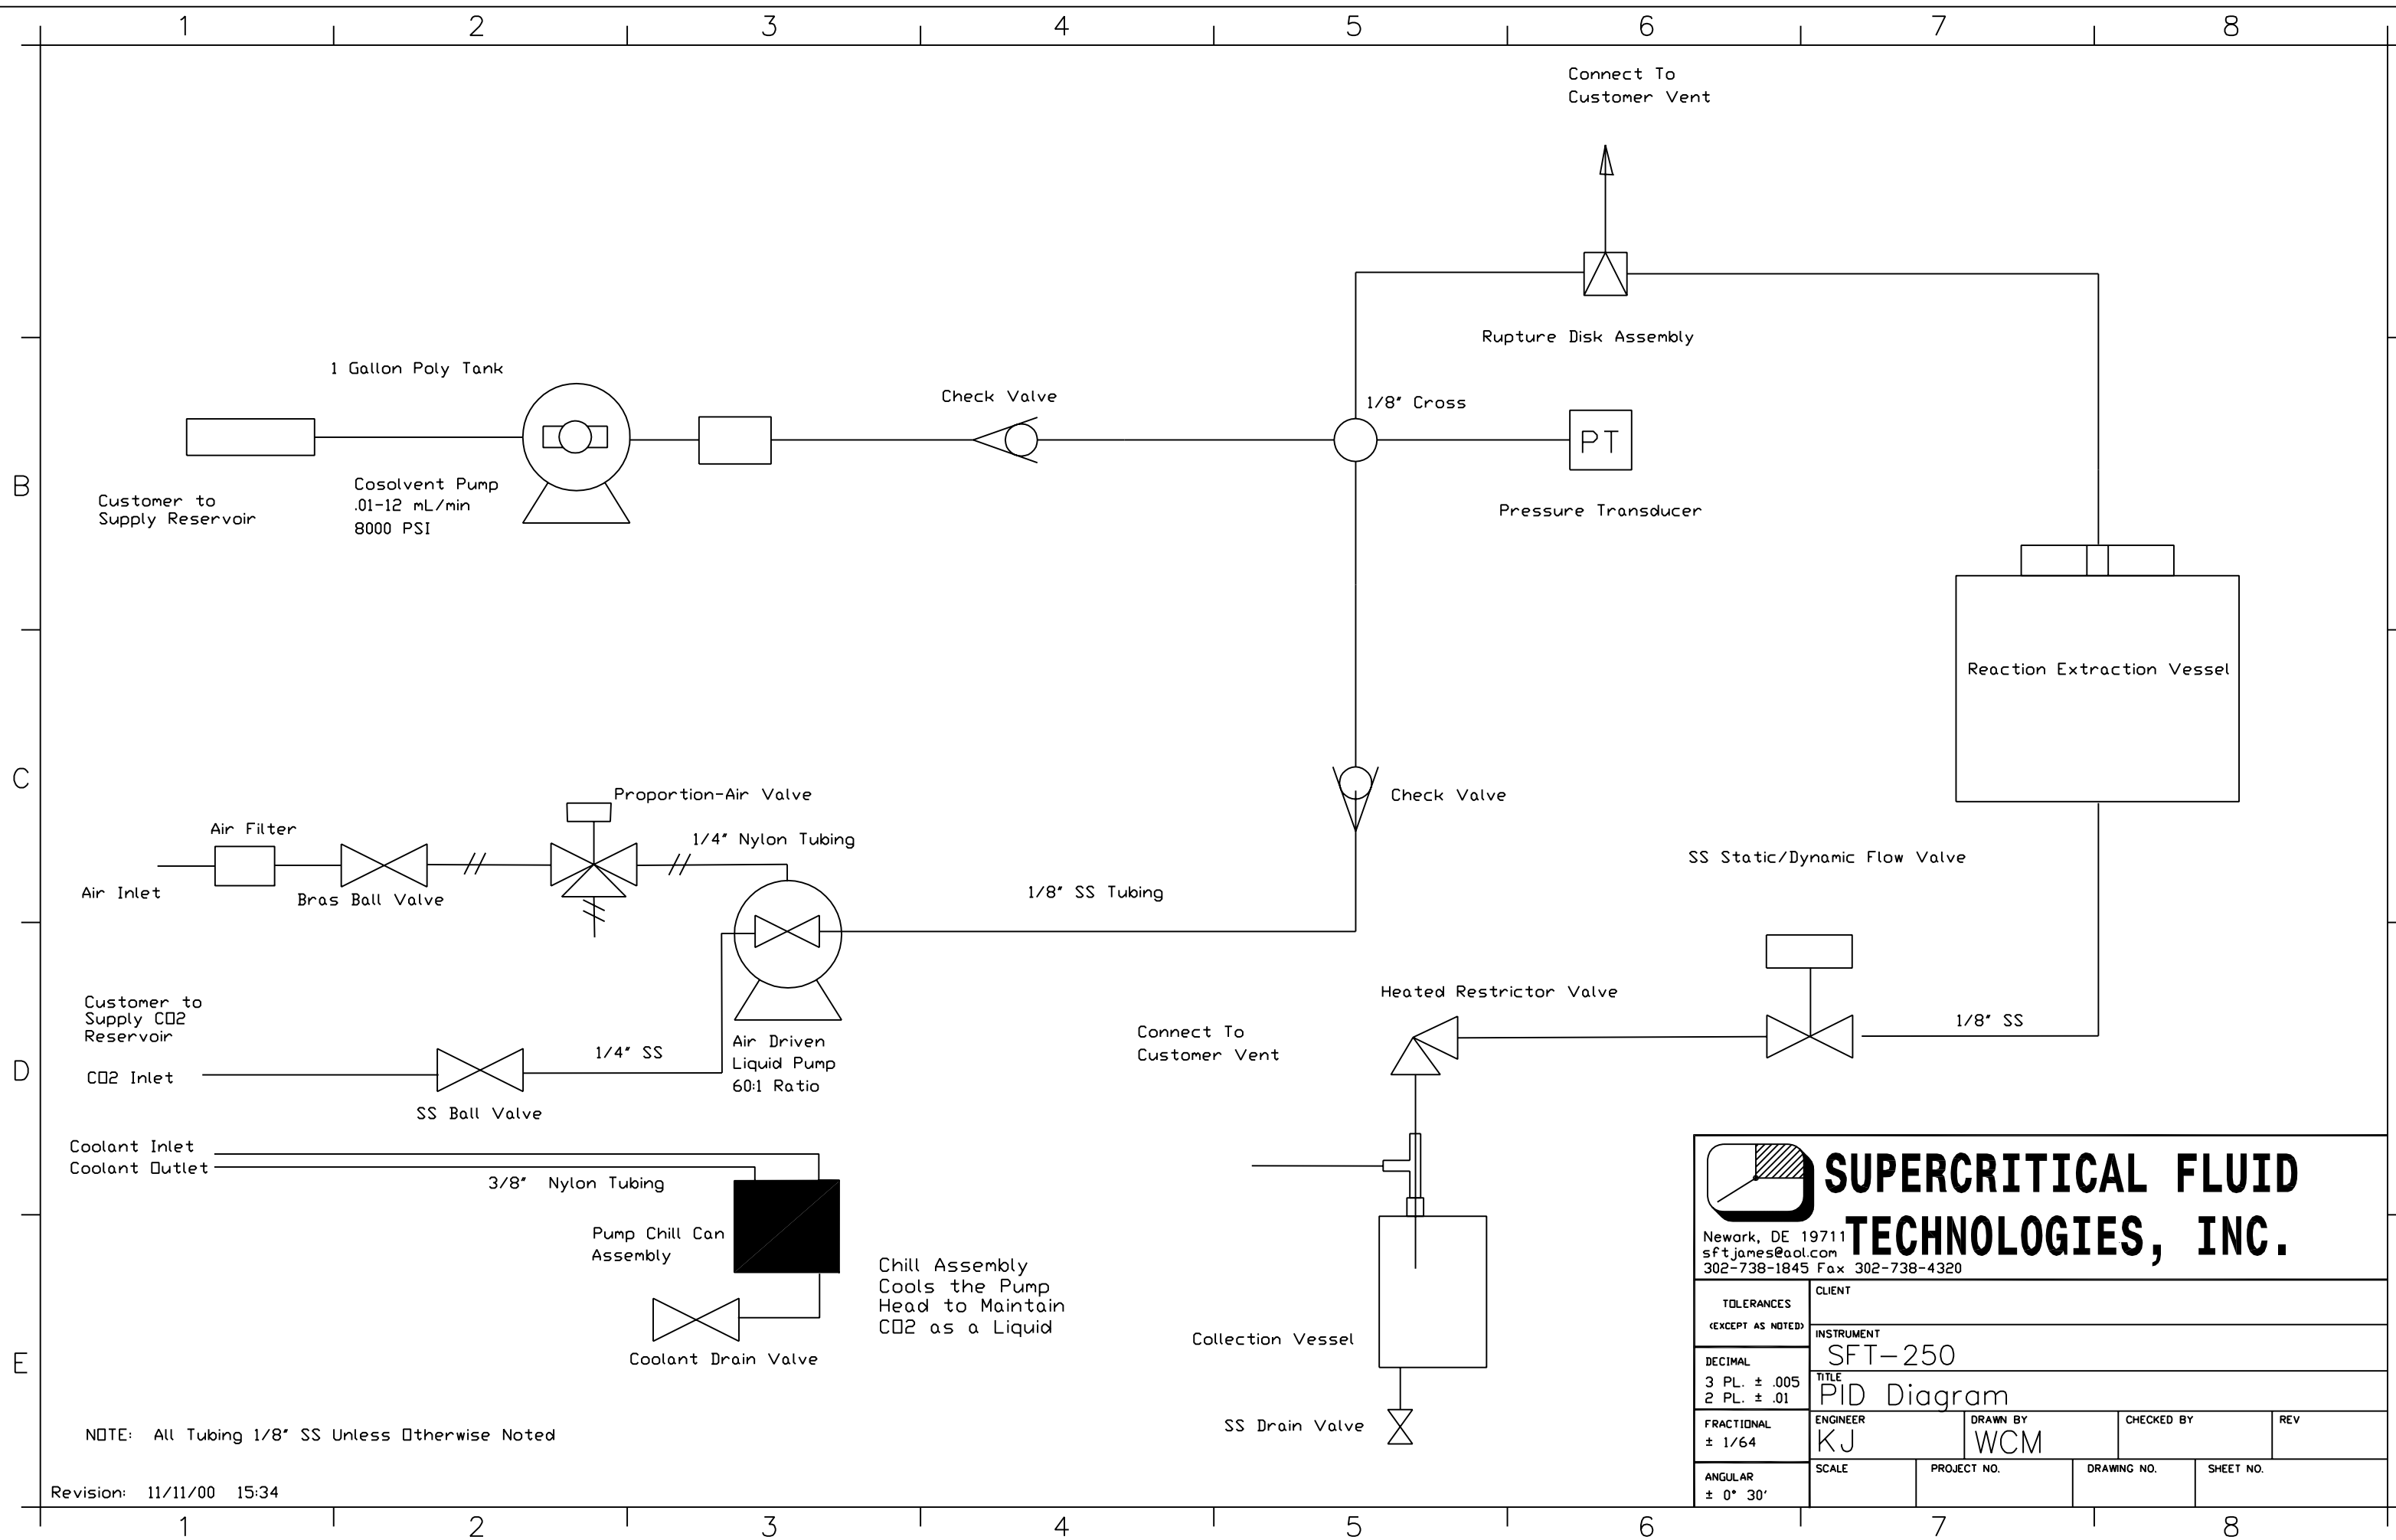 1 2 3 4 5 6 7 8
Connect To
Customer Vent
Rupture Disk Assembly
1 Gallon Poly Tank
Check Valve
1/8" Cross
PT
B
Customer to
Supply Reservoir
Cosolvent Pump
.01-12 mL/min
8000 PSI
Pressure Transducer
Reaction Extraction Vessel
C
Proportion-Air Valve
Check Valve
Air Filter
1/4" Nylon Tubing
SS Static/Dynamic Flow Valve
Air Inlet
Bras Ball Valve
1/8" SS Tubing
Customer to
Supply CO2
Reservoir
Heated Restrictor Valve
1/8" SS
Connect To
Customer Vent
Air Driven
Liquid Pump
60:1 Ratio
1/4" SS
D
CO2 Inlet
SS Ball Valve
Coolant Inlet
Coolant Outlet
3/8" Nylon Tubing
Pump Chill Can
Assembly
Chill Assembly
Cools the Pump
Head to Maintain
CO2 as a Liquid
Collection Vessel
E
Coolant Drain Valve
SS Drain Valve
NOTE: All Tubing 1/8" SS Unless Otherwise Noted
Revision: 11/11/00 15:34
SUPERCRITICAL FLUID
TECHNOLOGIES, INC.
Newark, DE 19711
sftjames@aol.com
302-738-1845 Fax 302-738-4320
TOLERANCES
(EXCEPT AS NOTED)
DECIMAL
3 PL. ± .005
2 PL. ± .01
FRACTIONAL
± 1/64
ANGULAR
± 0° 30'
CLIENT
INSTRUMENT
SFT-250
TITLE
PID Diagram
ENGINEER
KJ
DRAWN BY
WCM
CHECKED BY
REV
SCALE
PROJECT NO.
DRAWING NO.
SHEET NO.
1 2 3 4 5 6 7 8